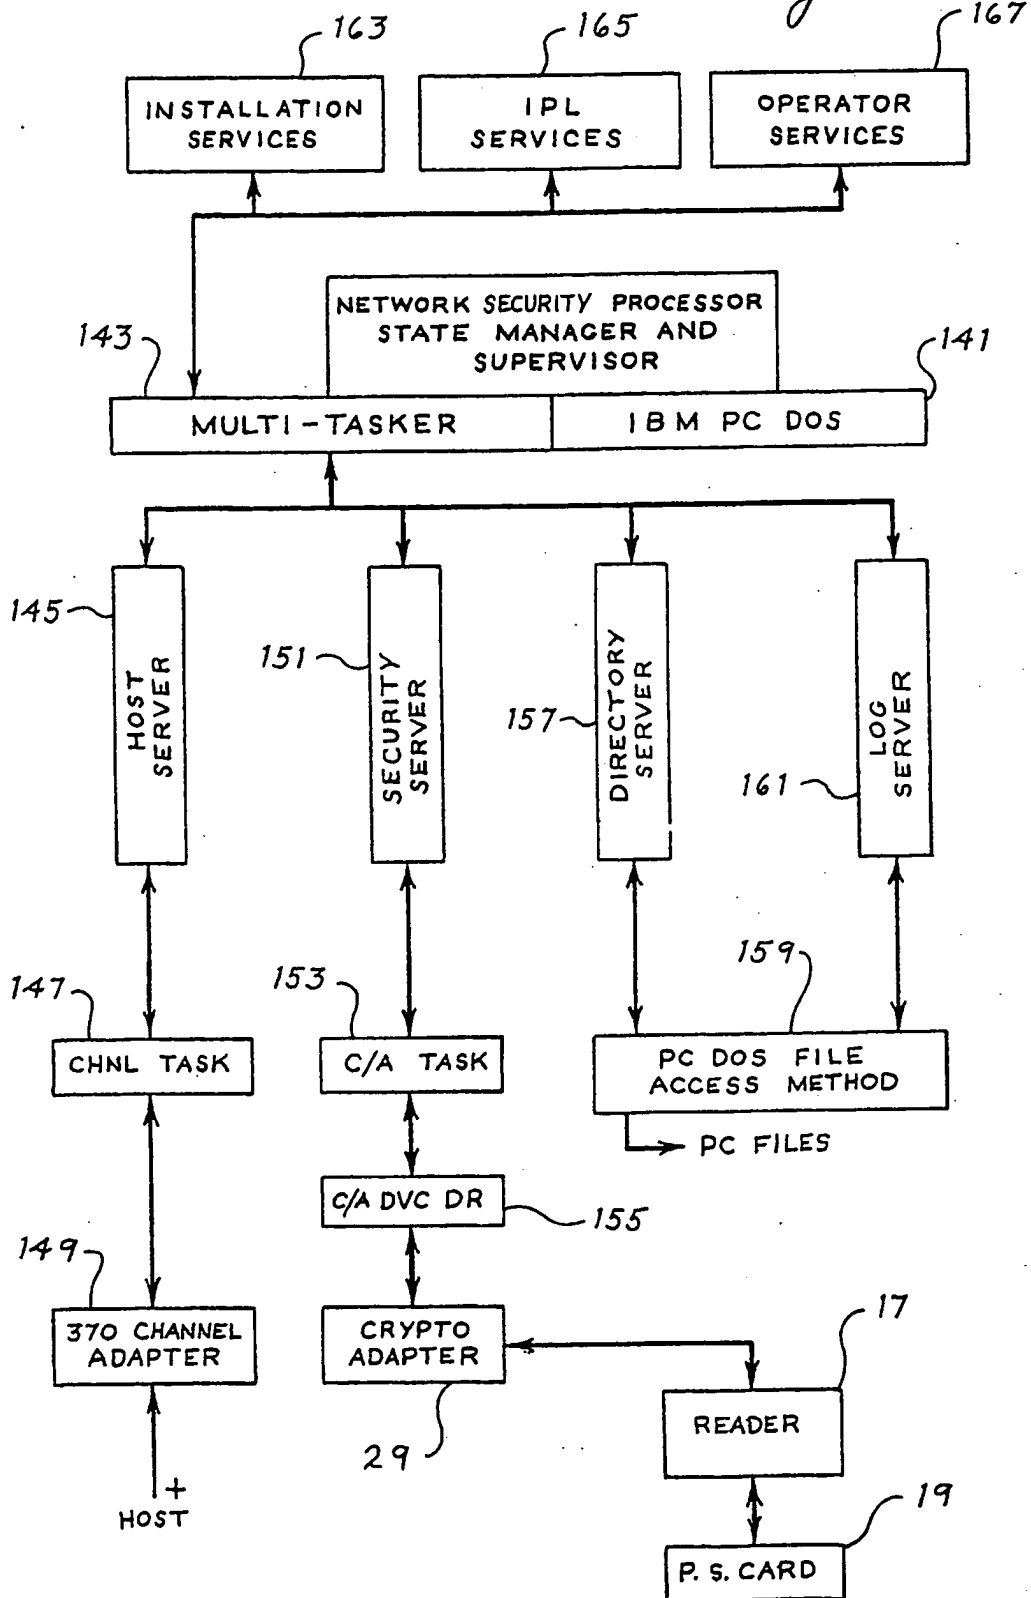 163
165
167
INSTALLATION
SERVICES
IPL
SERVICES
OPERATOR
SERVICES
NETWORK SECURITY PROCESSOR
STATE MANAGER AND
SUPERVISOR
143
141
MULTI-TASKER
IBM PC DOS
145
HOST
SERVER
151
SECURITY
SERVER
157
DIRECTORY
SERVER
161
LOG
SERVER
147
153
159
CHNL TASK
C/A TASK
PC DOS FILE
ACCESS METHOD
PC FILES
C/A DVC DR
155
149
370 CHANNEL
ADAPTER
CRYPTO
ADAPTER
17
READER
29
+
HOST
19
P. S. CARD